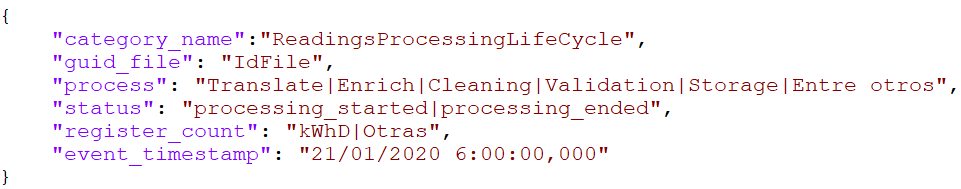 {
"category_name":"ReadingsProcessingLifeCycle",
"guid_file": "IdFile",
"process": "Translate|Enrich|Cleaning|Validation|Storage|Entre otros",
"status": "processing_started|processing_ended",
"register_count": "kWhD|Otras",
"event_timestamp": "21/01/2020 6:00:00,000"
}